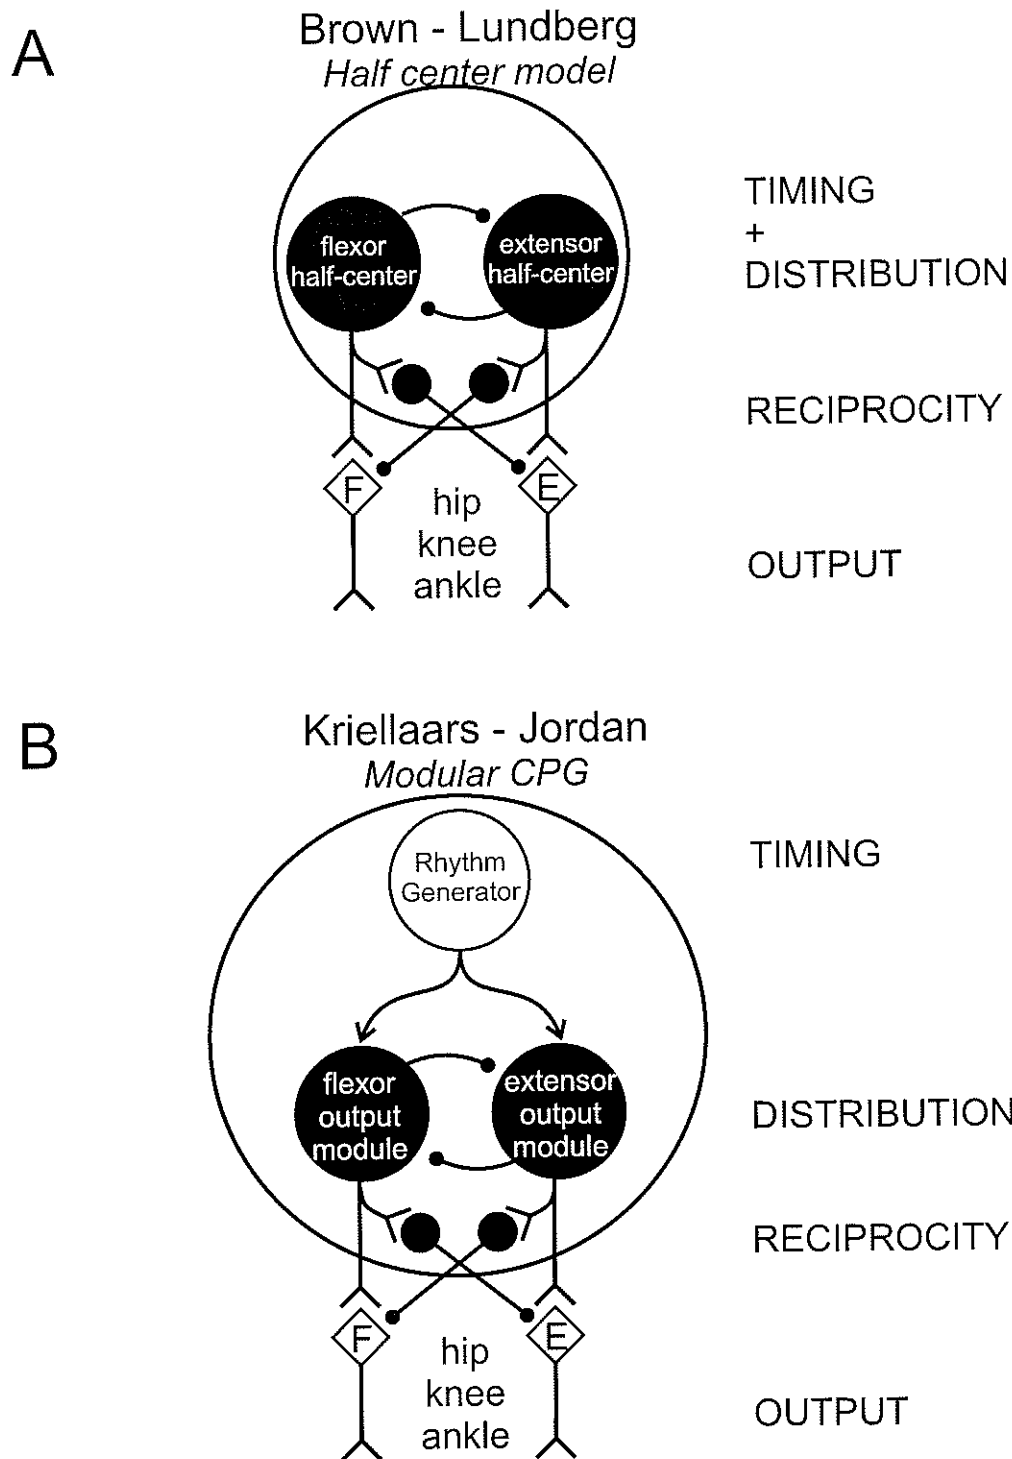 A
Brown - Lundberg
Half center model
flexor
half-center
extensor
half-center
TIMING
+
DISTRIBUTION
RECIPROCITY
F
E
hip
knee
ankle
OUTPUT
B
Kriellaars - Jordan
Modular CPG
Rhythm
Generator
TIMING
flexor
output
module
extensor
output
module
DISTRIBUTION
RECIPROCITY
F
E
hip
knee
ankle
OUTPUT